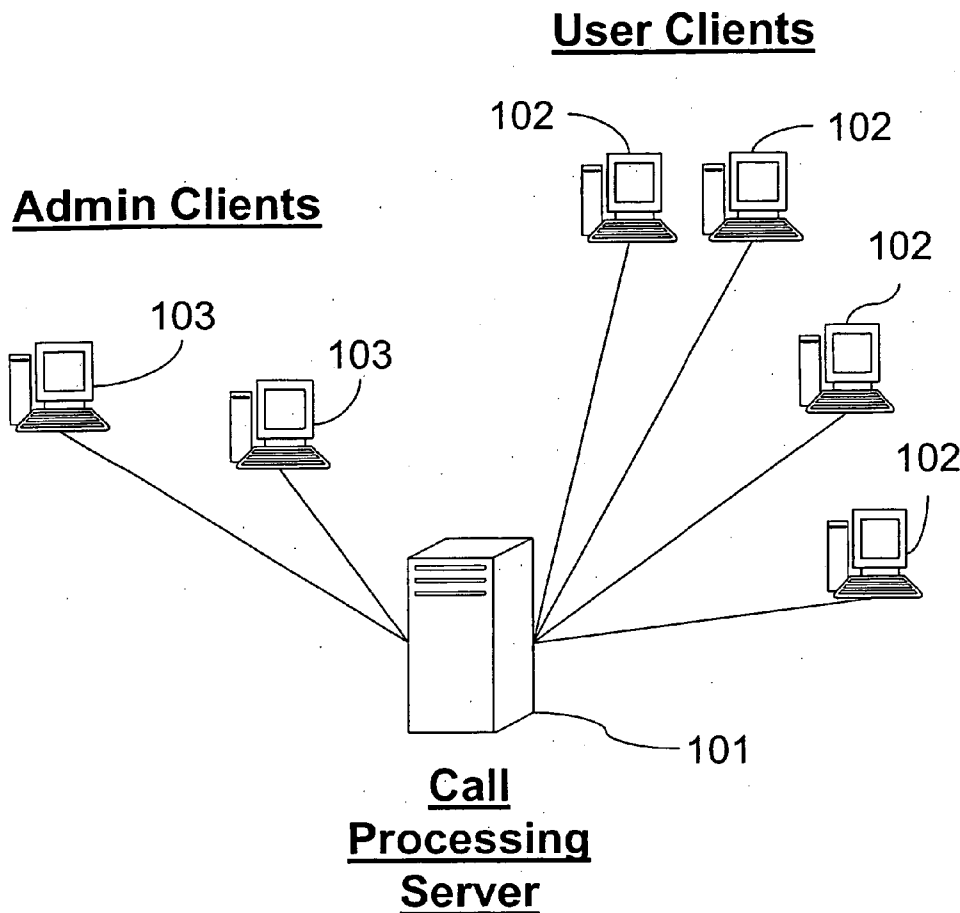 User Clients
102
102
Admin Clients
102
103
103
102
101
Call
Processing
Server